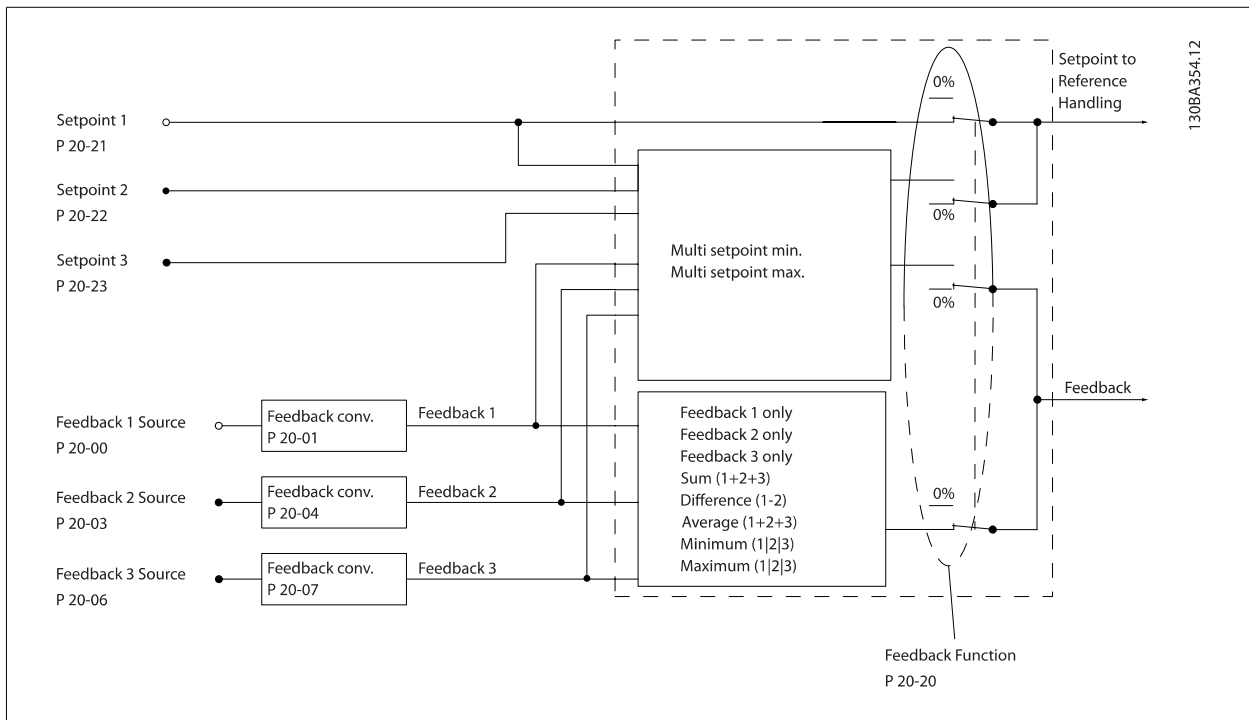 130BA354.12
Setpoint to
Reference
Handling
0%
Setpoint 1
P 20-21
Setpoint 2
P 20-22
0%
Setpoint 3
P 20-23
Multi setpoint min.
Multi setpoint max.
0%
Feedback
Feedback 1 Source
P 20-00
Feedback conv.
P 20-01
Feedback 1
Feedback 2 Source
P 20-03
Feedback conv.
P 20-04
Feedback 2
Feedback 3 Source
P 20-06
Feedback conv.
P 20-07
Feedback 3
Feedback 1 only
Feedback 2 only
Feedback 3 only
Sum (1+2+3)
Difference (1-2)
Average (1+2+3)
Minimum (1|2|3)
Maximum (1|2|3)
0%
Feedback Function
P 20-20